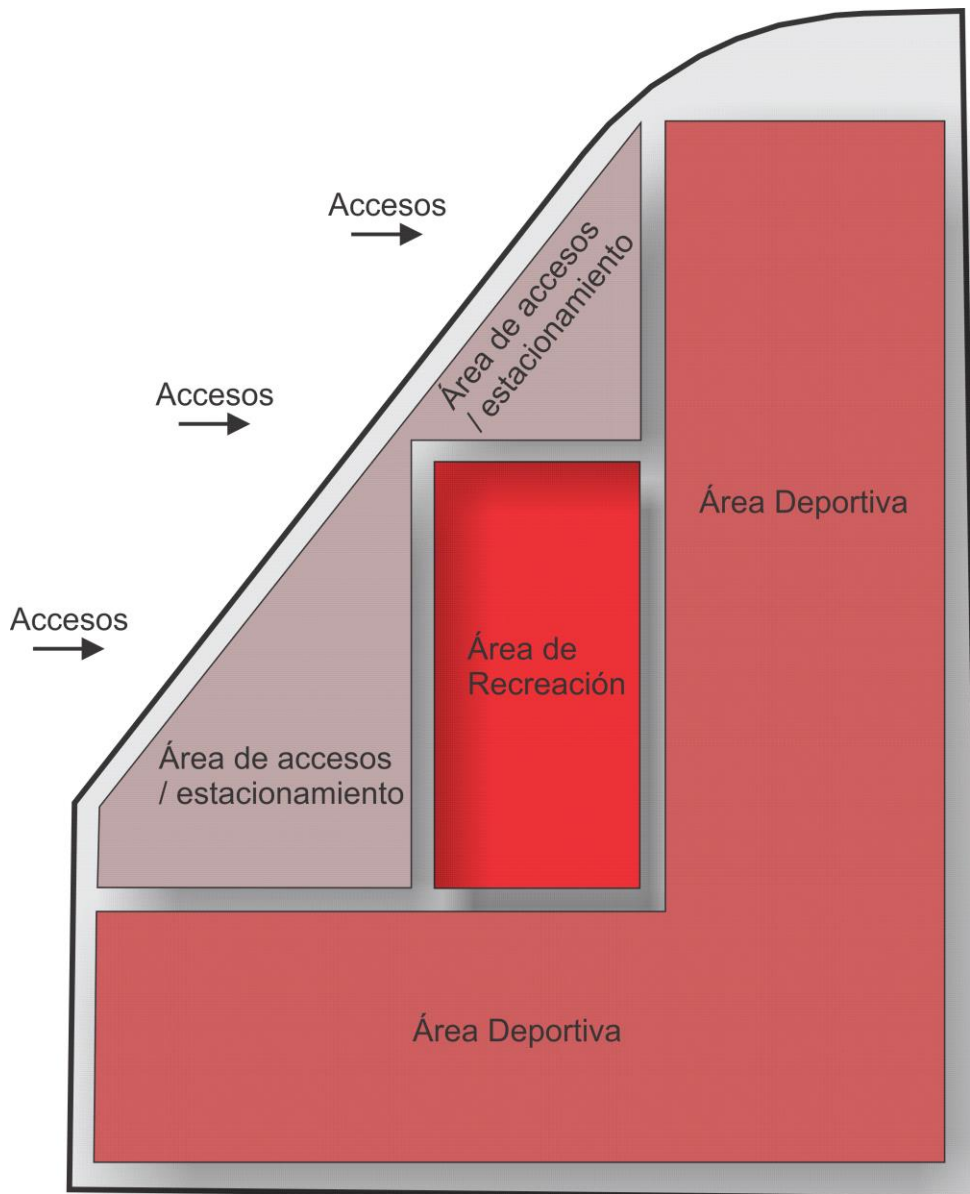 Accesos
Área de accesos
/ estacionamiento
Accesos
Área Deportiva
Accesos
Área de
Recreación
Área de accesos
/ estacionamiento
Área Deportiva